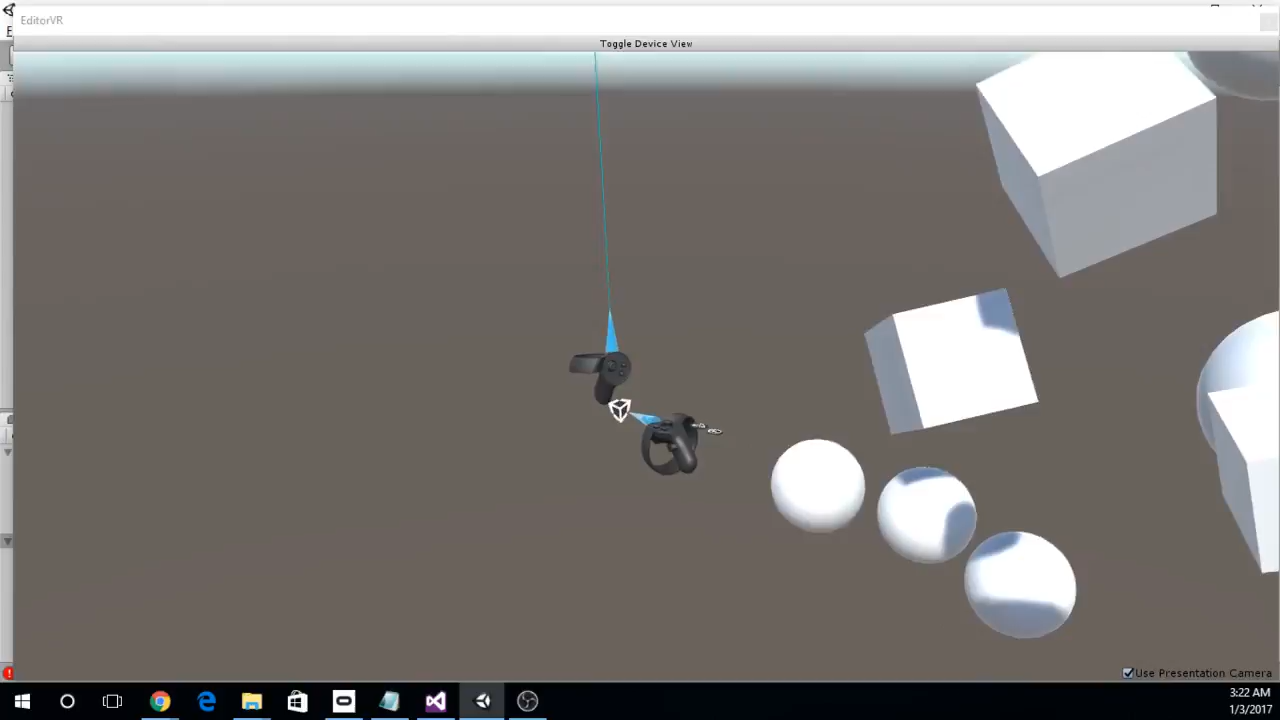 EditorVR
Toggle Device View
Use Presentation Camera
3:22 AM
1/3/2017